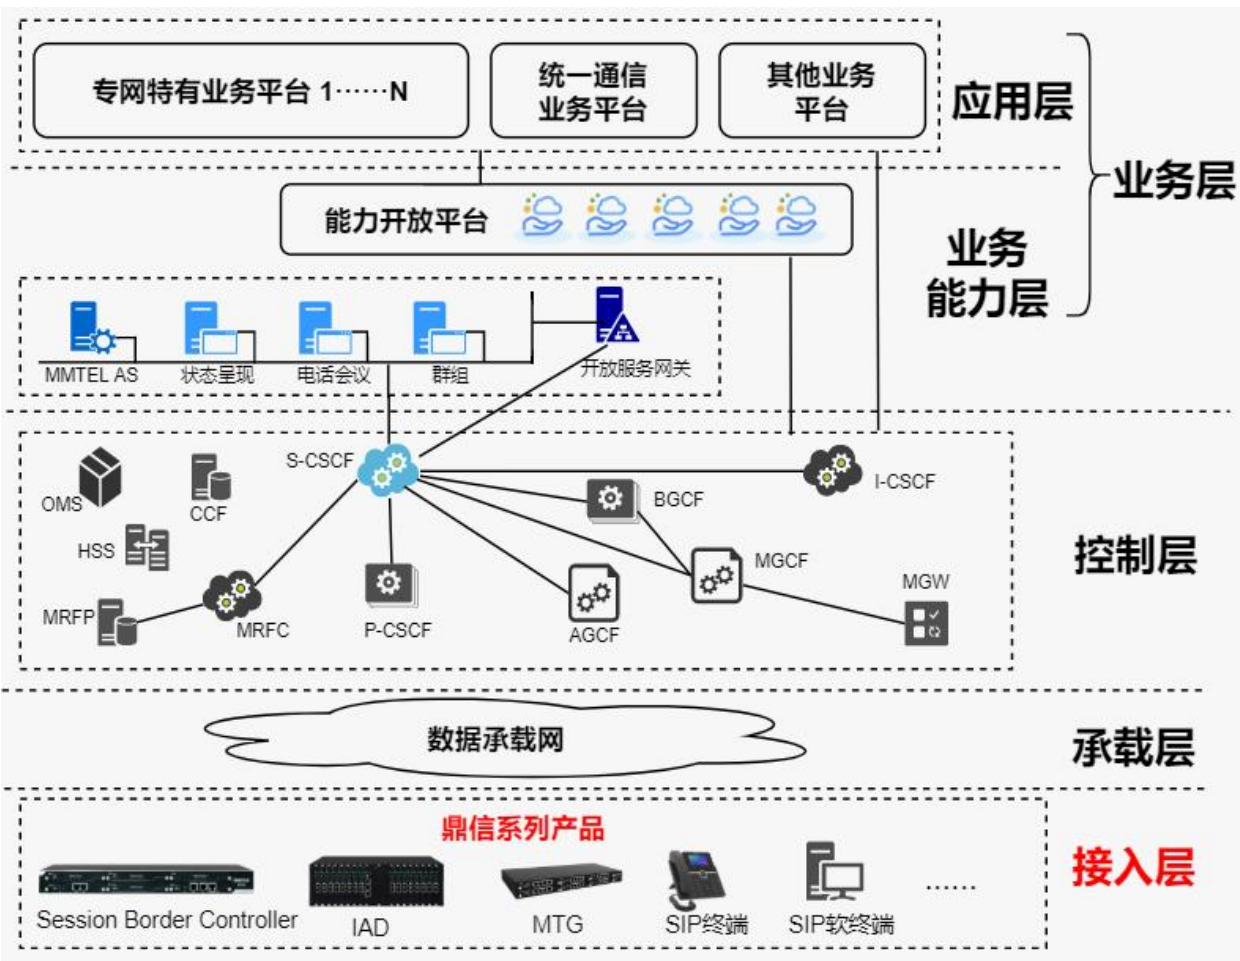 专网特有业务平台 1……N
统一通信
业务平台
其他业务
平台
应用层
业务层
能力开放平台
业务
能力层
MMTEL AS
状态呈现
电话会议
群组
开放服务网关
S-CSCF
I-CSCF
OMS
CCF
BGCF
HSS
MGCF
控制层
MGW
MRFP
MRFC
P-CSCF
AGCF
数据承载网
承载层
鼎信系列产品
接入层
Session Border Controller
IAD
MTG
SIP终端
SIP软终端
……